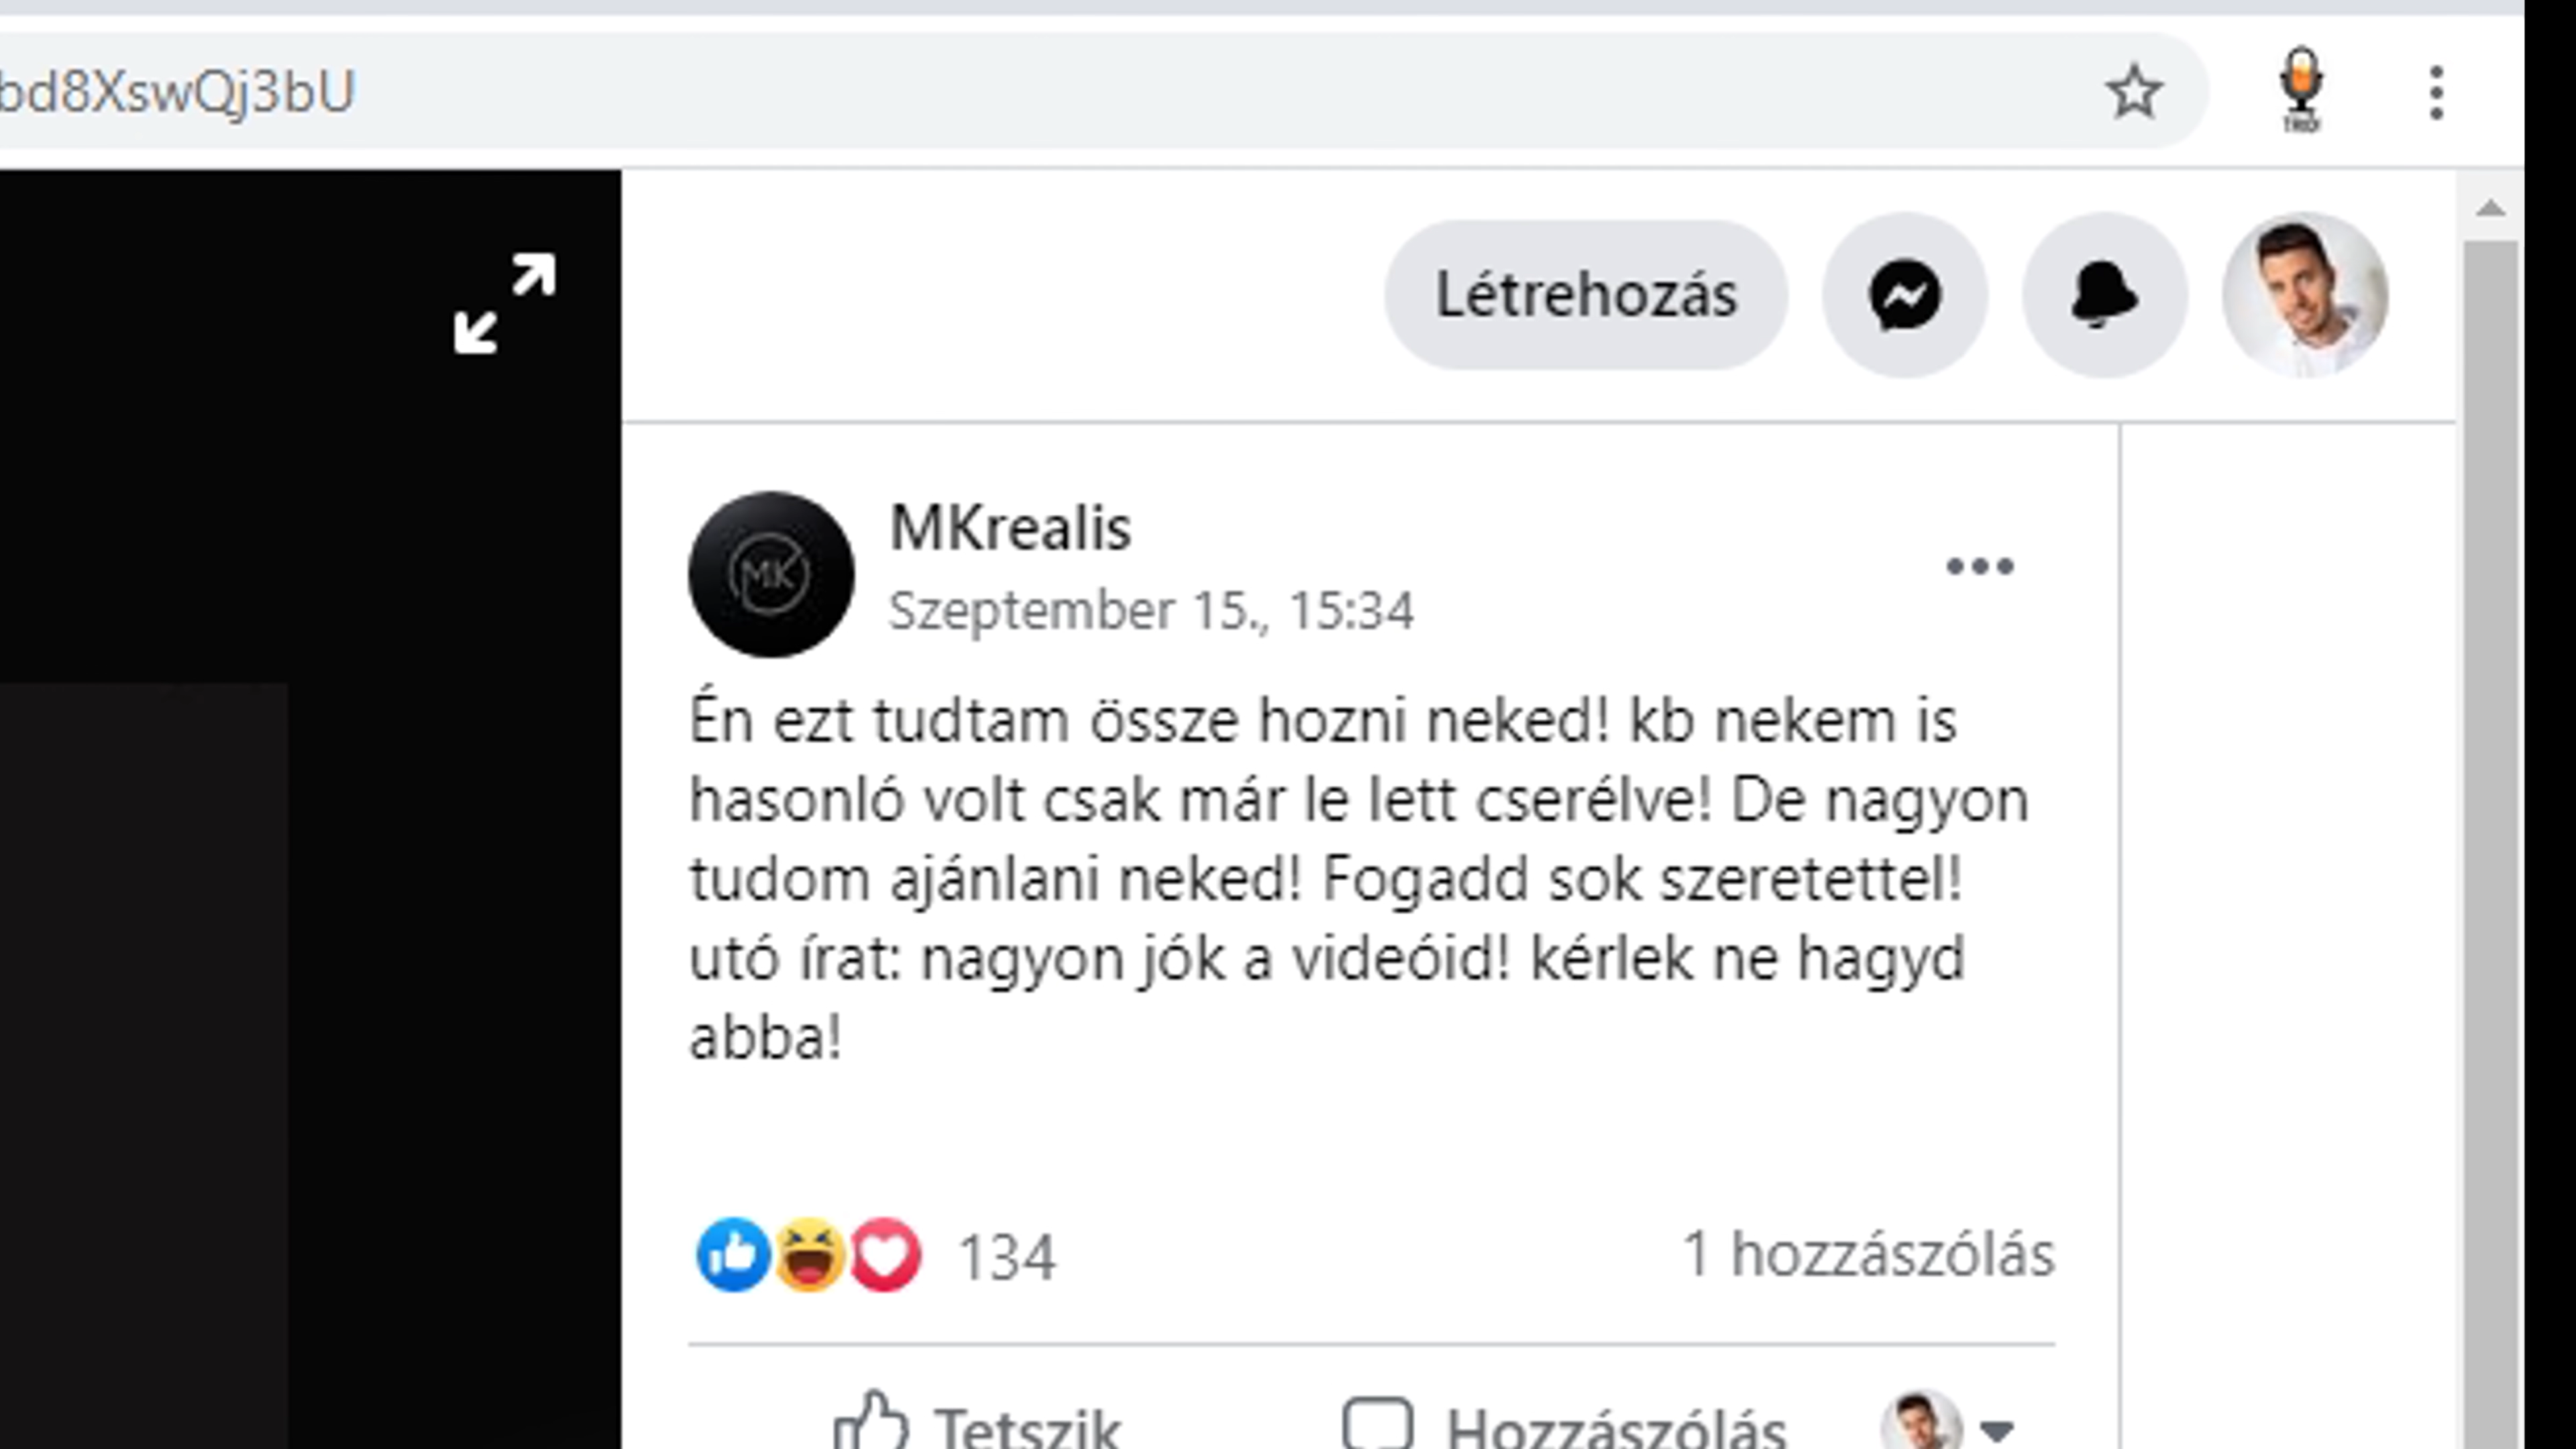 bd8XswQj3bU
TRIO!
Létrehozás
MKrealis
MK
Szeptember 15., 15:34
Én ezt tudtam össze hozni neked! kb nekem is
hasonló volt csak már le lett cserélve! De nagyon
tudom ajánlani neked! Fogadd sok szeretettel!
utó írat: nagyon jók a videóid! kérlek ne hagyd
abba!
134
1 hozzászólás
Tetszik
Hozzászólás